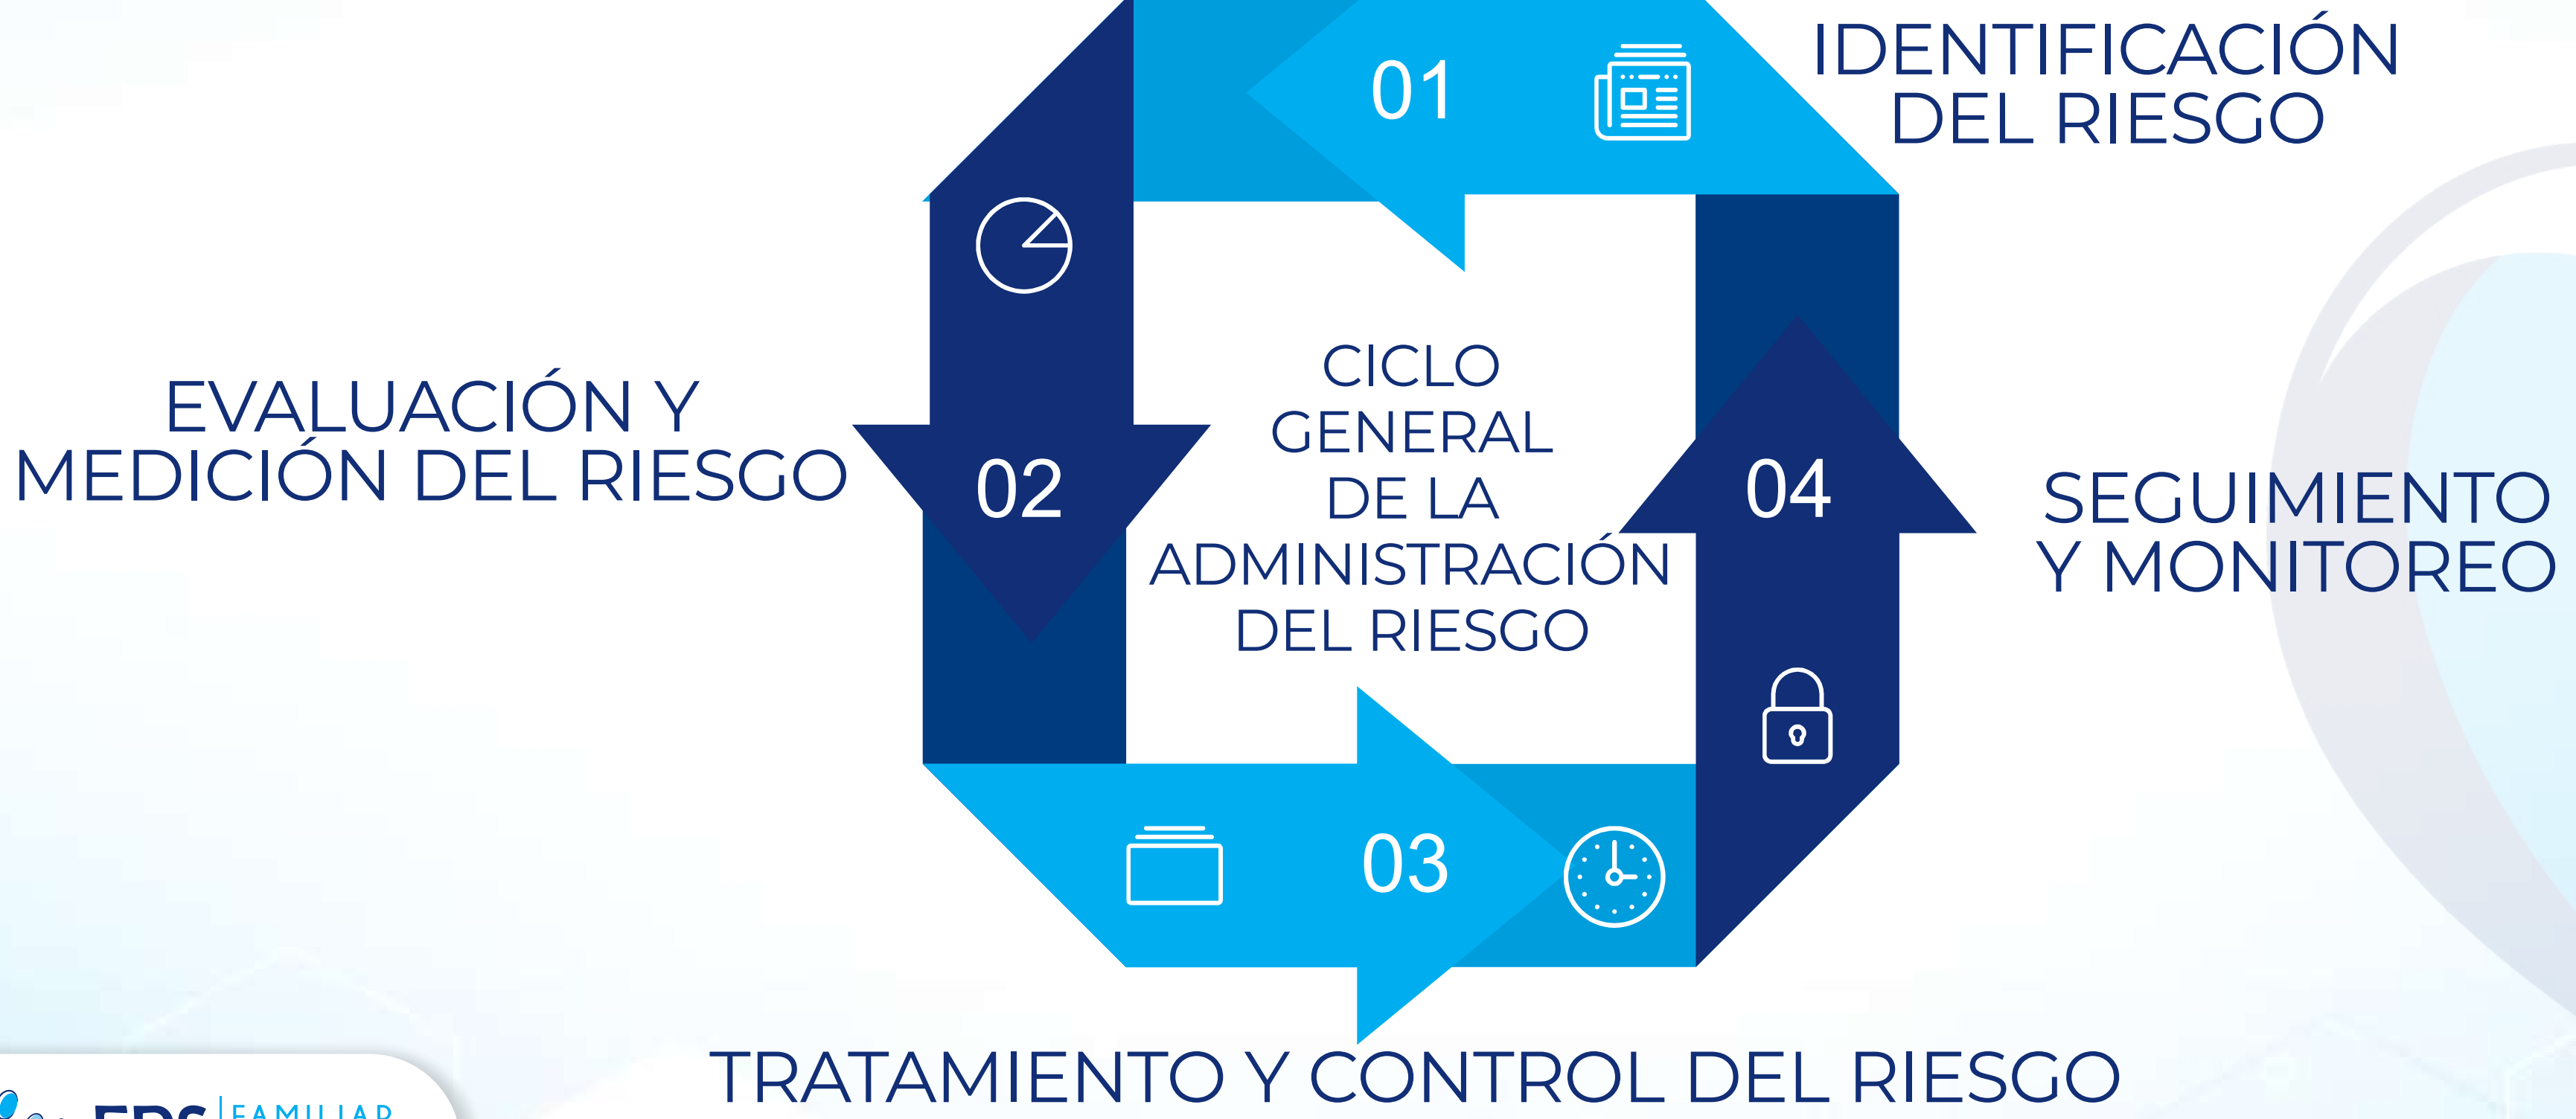 01
IDENTIFICACIÓN
DEL RIESGO
EVALUACIÓN Y
MEDICIÓN DEL RIESGO
02
CICLO
GENERAL
DE LA
ADMINISTRACIÓN
DEL RIESGO
04
SEGUIMIENTO
Y MONITOREO
03
TRATAMIENTO Y CONTROL DEL RIESGO
FAMILIAR